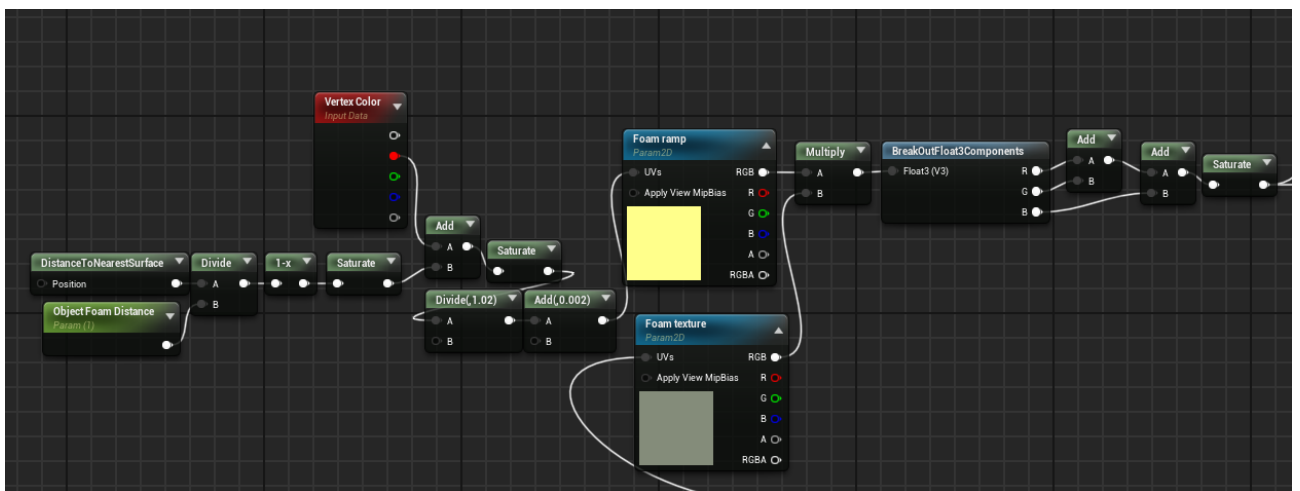 Vertex Color
Input Data
DistanceToNearestSurface
Position
Object Foam Distance
Param (1)
Divide
A
B
1-x
Saturate
Add
A
B
Saturate
Divide(,1.02)
A
B
Add(,0.002)
A
B
Foam ramp
Param2D
UVs RGB
Apply View MipBias R
G
B
A
RGBA
Foam texture
Param2D
UVs RGB
Apply View MipBias R
G
B
A
RGBA
Multiply
A
B
BreakOutFloat3Components
Float3 (V3) R
G
B
Add
A
B
Add
A
B
Saturate